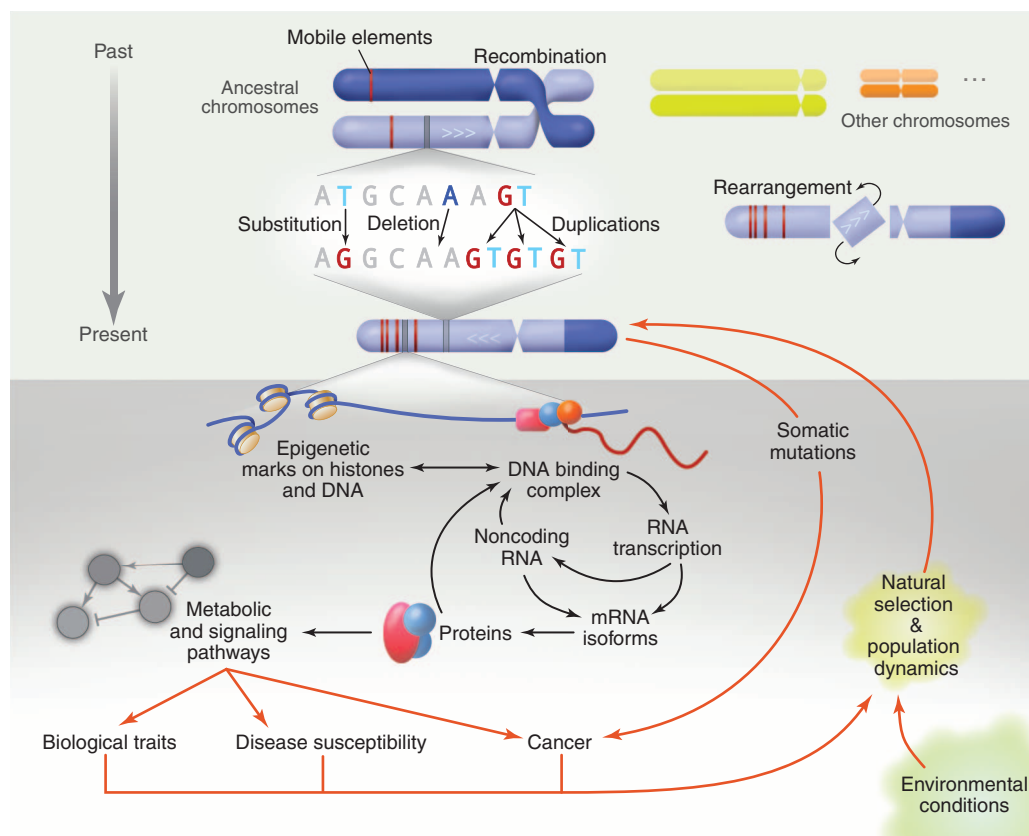 Past
Mobile elements
Recombination
Ancestral
chromosomes
>>>
...
Other chromosomes
A T G C A A A G T
Rearrangement
>>>
Substitution
Deletion
Duplications
A G G C A A G T G T G T
Present
<<<
Epigenetic
marks on histones
and DNA
DNA binding
complex
Somatic
mutations
Noncoding
RNA
RNA
transcription
Metabolic
and signaling
pathways
Proteins
mRNA
isoforms
Natural
selection
&
population
dynamics
Biological traits
Disease susceptibility
Cancer
Environmental
conditions